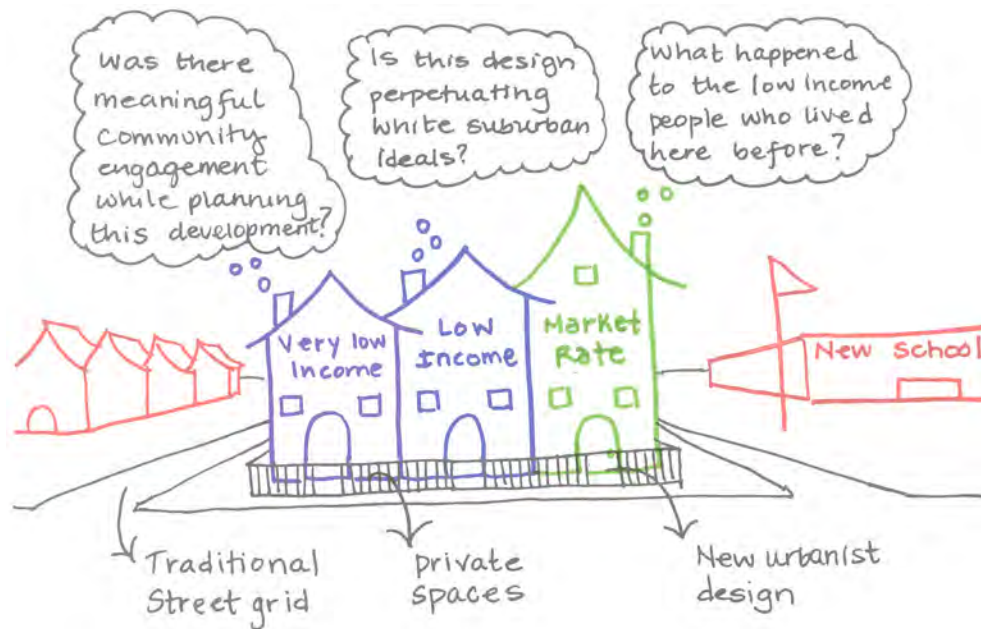 Was there
meaningful
community
engagement
while planning
this development?
Is this design
perpetuating
white suburban
ideals?
What happened
to the low income
people who lived
here before?
Very low
Income
Low
Income
Market
Rate
New School
Traditional
Street grid
private
spaces
New urbanist
design